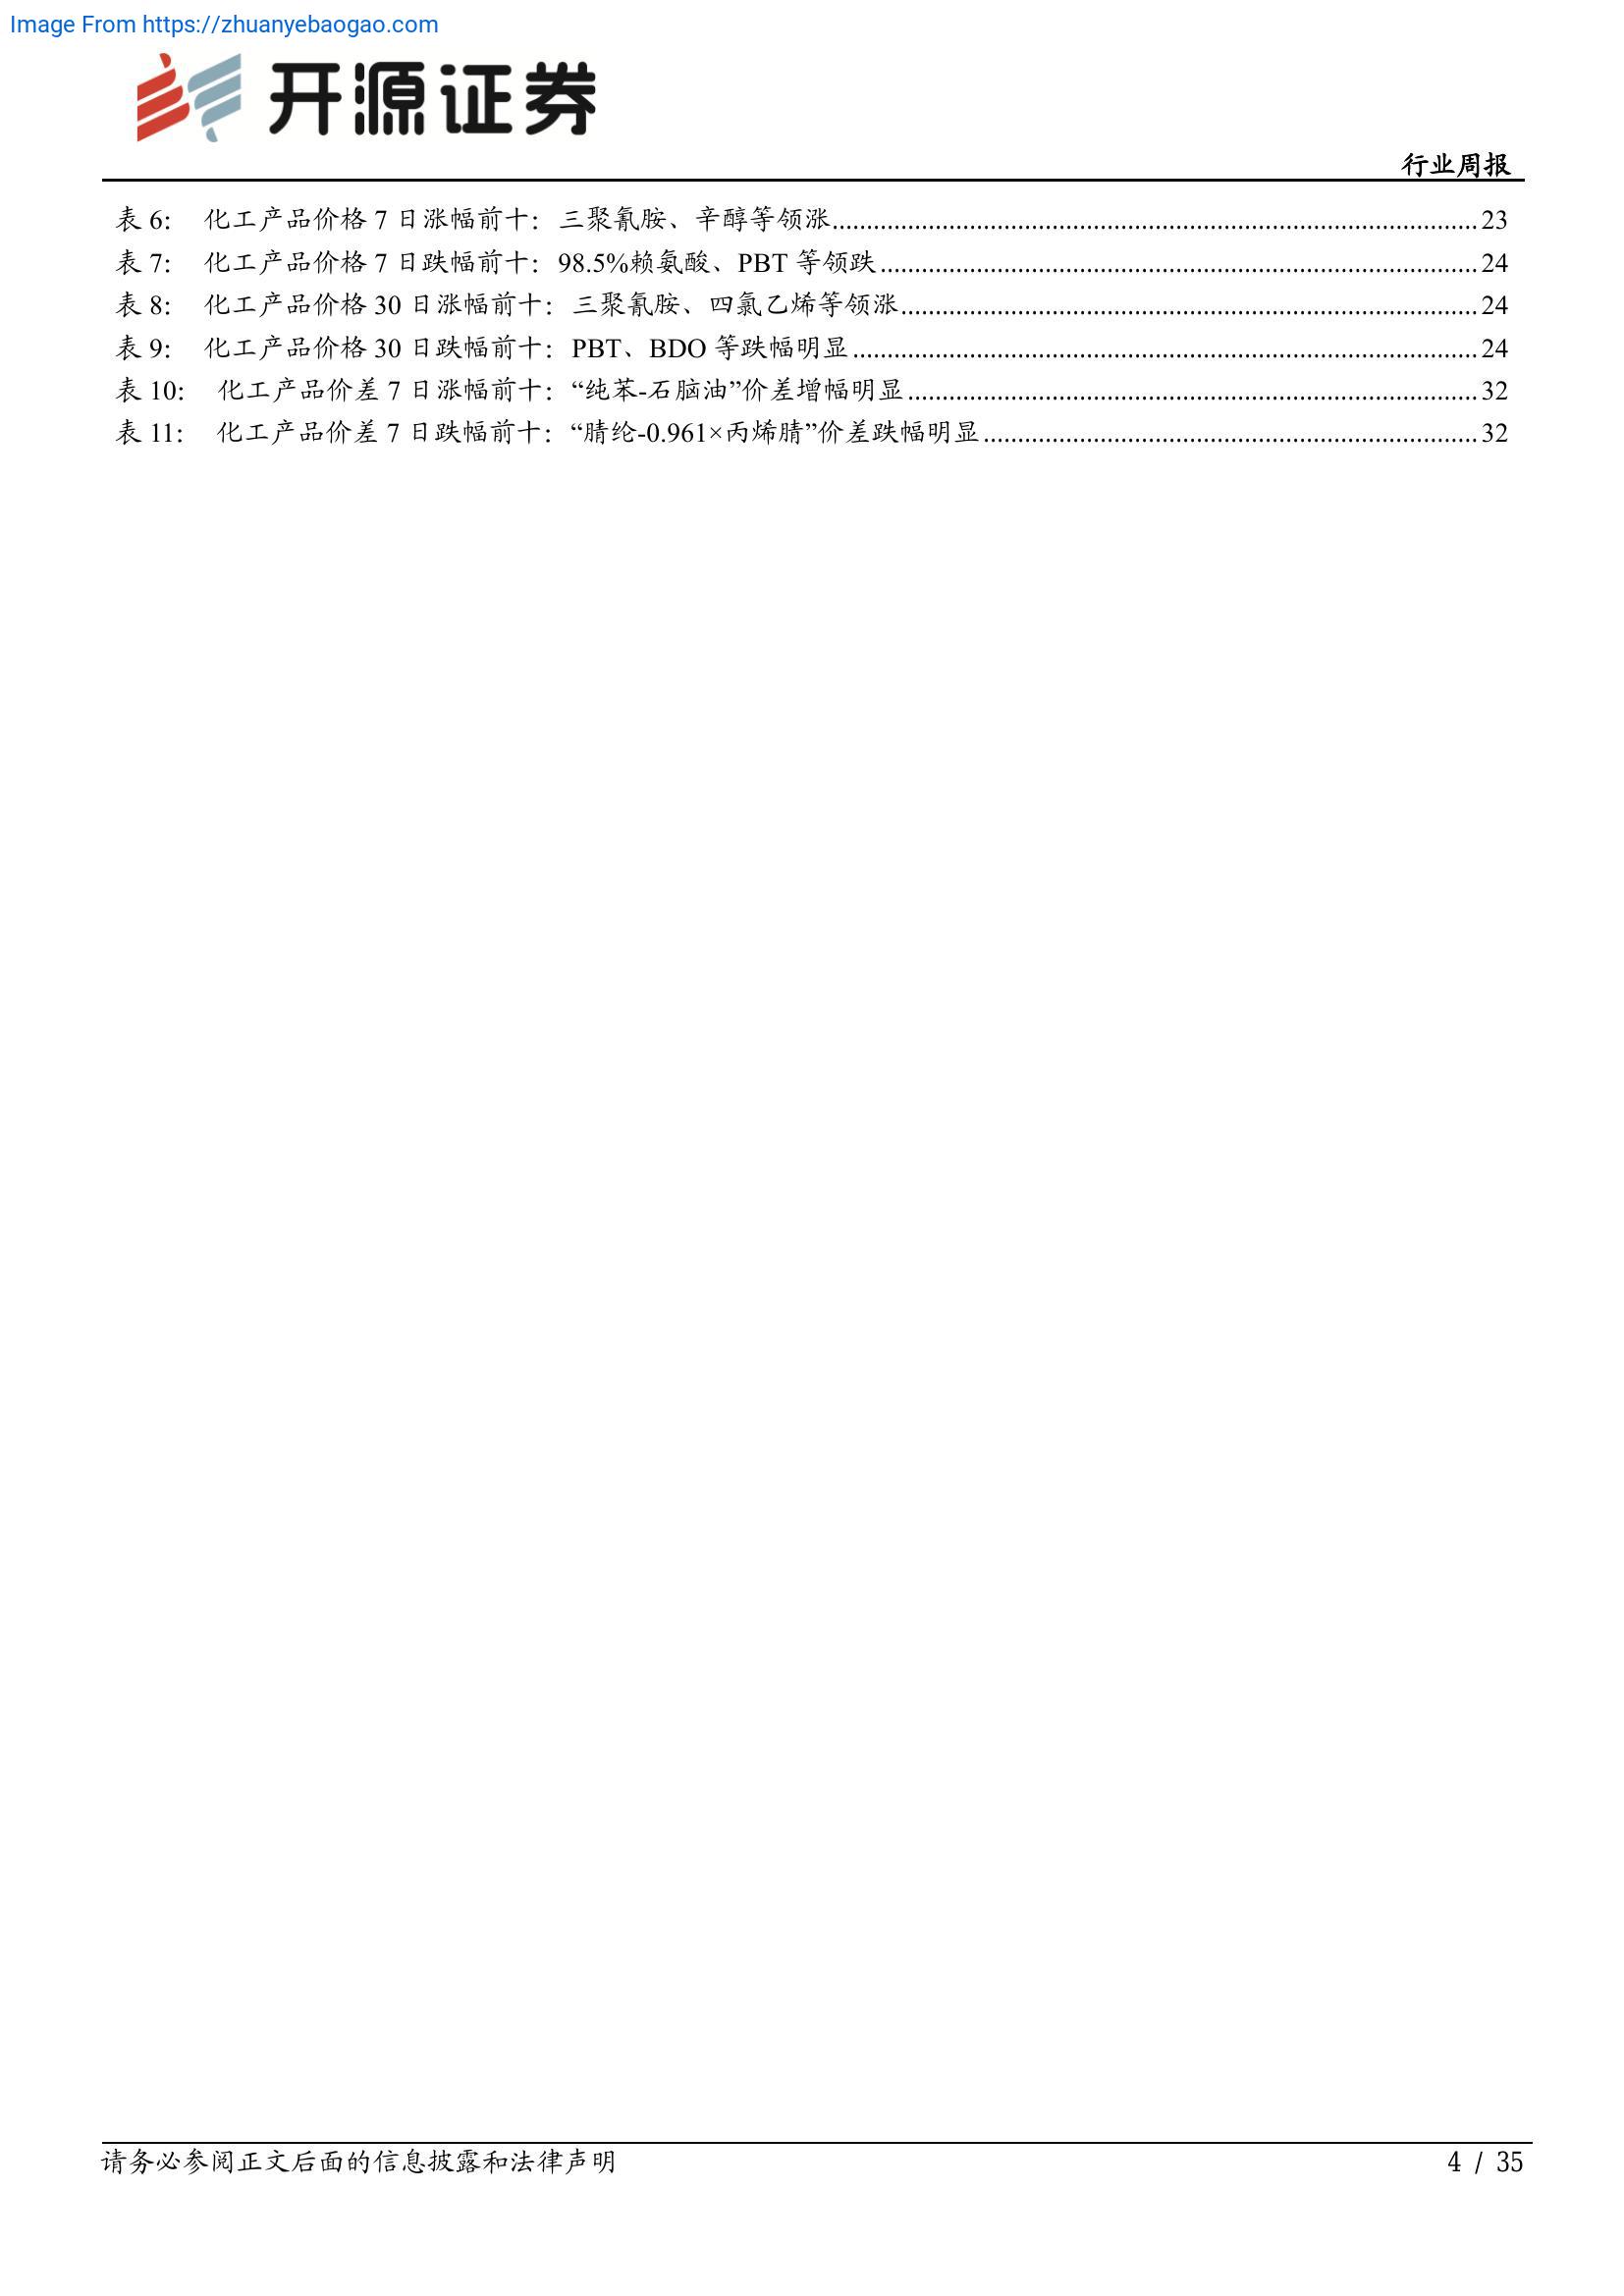 Image From https://zhuanyebaogao.com
开源证券
行业周报
表 6： 化工产品价格 7 日涨幅前十：三聚氰胺、辛醇等领涨....................................................................23
表 7： 化工产品价格 7 日跌幅前十：98.5%赖氨酸、PBT 等领跌....................................................................24
表 8： 化工产品价格 30 日涨幅前十：三聚氰胺、四氯乙烯等领涨....................................................................24
表 9： 化工产品价格 30 日跌幅前十：PBT、BDO 等跌幅明显....................................................................24
表 10： 化工产品价差 7 日涨幅前十：“纯苯-石脑油”价差增幅明显....................................................................32
表 11： 化工产品价差 7 日跌幅前十：“腈纶-0.961×丙烯腈”价差跌幅明显....................................................................32
请务必参阅正文后面的信息披露和法律声明
4 / 35